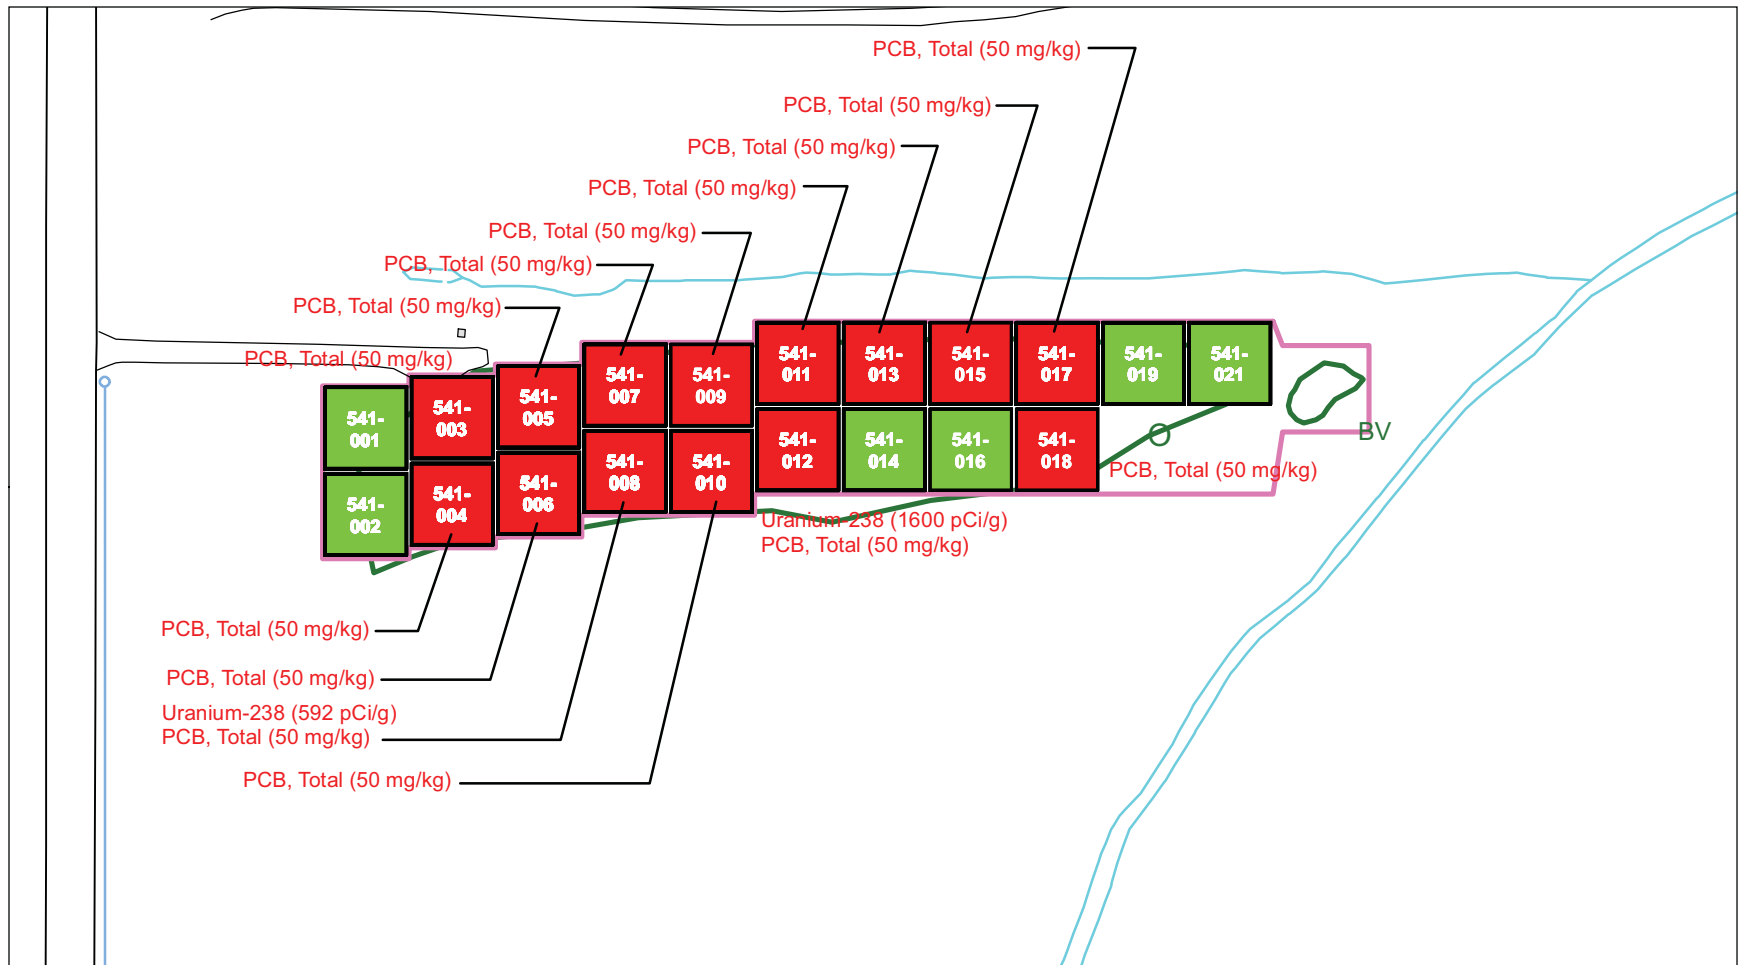 PCB, Total (50 mg/kg)
PCB, Total (50 mg/kg)
PCB, Total (50 mg/kg)
PCB, Total (50 mg/kg)
PCB, Total (50 mg/kg)
PCB, Total (50 mg/kg)
PCB, Total (50 mg/kg)
PCB, Total (50 mg/kg)
541-
001
541-
003
541-
005
541-
007
541-
009
541-
011
541-
013
541-
015
541-
017
541-
019
541-
021
541-
002
541-
004
541-
006
541-
008
541-
010
541-
012
541-
014
541-
016
541-
018
O
BV
PCB, Total (50 mg/kg)
Uranium-238 (1600 pCi/g)
PCB, Total (50 mg/kg)
PCB, Total (50 mg/kg)
PCB, Total (50 mg/kg)
Uranium-238 (592 pCi/g)
PCB, Total (50 mg/kg)
PCB, Total (50 mg/kg)